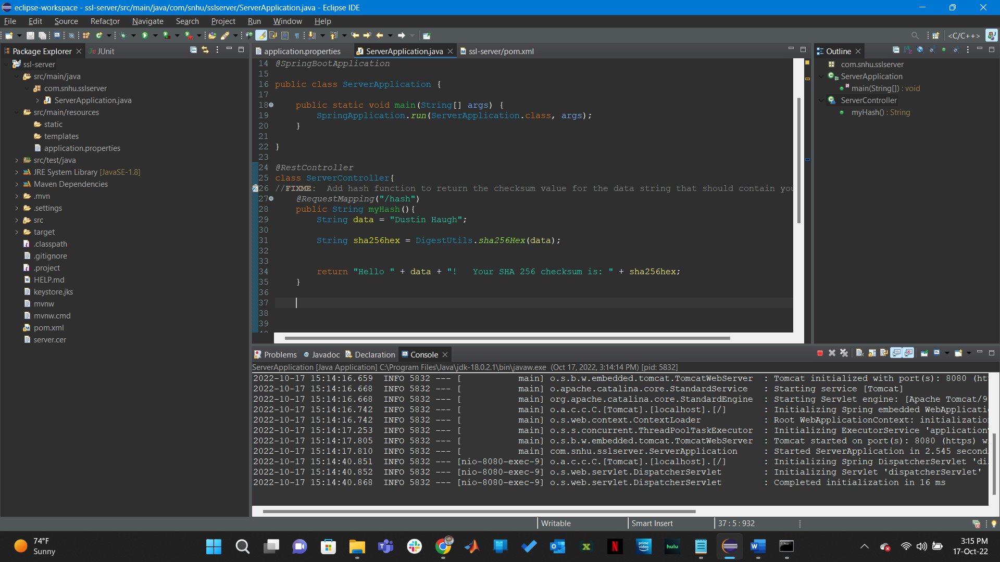 eclipse-workspace - ssl-server/src/main/java/com/snhu/sslserver/ServerApplication.java - Eclipse IDE
File Edit Source Refactor Navigate Search Project Run Window Help
<C/C++>
Package Explorer
JUnit
ssl-server
src/main/java
com.snhu.sslserver
ServerApplication.java
src/main/resources
static
templates
application.properties
src/test/java
JRE System Library [JavaSE-1.8]
Maven Dependencies
.mvn
.settings
src
target
.classpath
.gitignore
.project
HELP.md
keystore.jks
mvnw
mvnw.cmd
pom.xml
server.cer
application.properties ServerApplication.java ssl-server/pom.xml
14 @SpringBootApplication
15
16 public class ServerApplication {
17
18 public static void main(String[] args) {
19 SpringApplication.run(ServerApplication.class, args);
20 }
21
22 }
23
24 @RestController
25 class ServerController{
26 //FIXME: Add hash function to return the checksum value for the data string that should contain you
27 @RequestMapping("/hash")
28 public String myHash(){
29 String data = "Dustin Haugh";
30
31 String sha256hex = DigestUtils.sha256Hex(data);
32
33
34 return "Hello " + data + "! Your SHA 256 checksum is: " + sha256hex;
35 }
36
37
38
39
Outline
com.snhu.sslserver
ServerApplication
main(String[]) : void
ServerController
myHash() : String
Problems Javadoc Declaration Console
ServerApplication [Java Application] C:\Program Files\Java\jdk-18.0.2.1\bin\javaw.exe (Oct 17, 2022, 3:14:14 PM) [pid: 5832]
2022-10-17 15:14:16.659 INFO 5832 --- [ main] o.s.b.w.embedded.tomcat.TomcatWebServer : Tomcat initialized with port(s): 8080 (ht
2022-10-17 15:14:16.668 INFO 5832 --- [ main] o.apache.catalina.core.StandardService : Starting service [Tomcat]
2022-10-17 15:14:16.668 INFO 5832 --- [ main] org.apache.catalina.core.StandardEngine : Starting Servlet engine: [Apache Tomcat/9
2022-10-17 15:14:16.742 INFO 5832 --- [ main] o.a.c.c.C.[Tomcat].[localhost].[/] : Initializing Spring embedded WebApplicati
2022-10-17 15:14:16.742 INFO 5832 --- [ main] o.s.web.context.ContextLoader : Root WebApplicationContext: initializatio
2022-10-17 15:14:17.253 INFO 5832 --- [ main] o.s.s.concurrent.ThreadPoolTaskExecutor : Initializing ExecutorService 'application
2022-10-17 15:14:17.805 INFO 5832 --- [ main] o.s.b.w.embedded.tomcat.TomcatWebServer : Tomcat started on port(s): 8080 (https) w
2022-10-17 15:14:17.810 INFO 5832 --- [ main] com.snhu.sslserver.ServerApplication : Started ServerApplication in 2.545 second
2022-10-17 15:14:40.851 INFO 5832 --- [nio-8080-exec-9] o.a.c.c.C.[Tomcat].[localhost].[/] : Initializing Spring DispatcherServlet 'di
2022-10-17 15:14:40.852 INFO 5832 --- [nio-8080-exec-9] o.s.web.servlet.DispatcherServlet : Initializing Servlet 'dispatcherServlet'
2022-10-17 15:14:40.868 INFO 5832 --- [nio-8080-exec-9] o.s.web.servlet.DispatcherServlet : Completed initialization in 16 ms
Writable Smart Insert 37 : 5 : 932
74°F
Sunny
prime video
hulu
3:15 PM
17-Oct-22